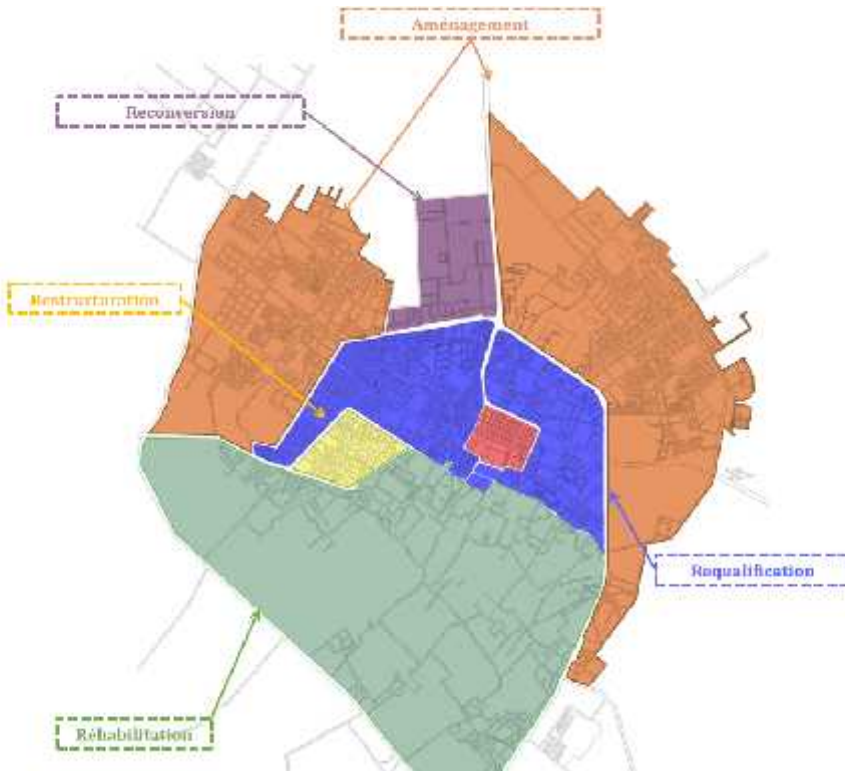 Aménagement
Reconversion
Restructuration
Requalification
Réhabilitation